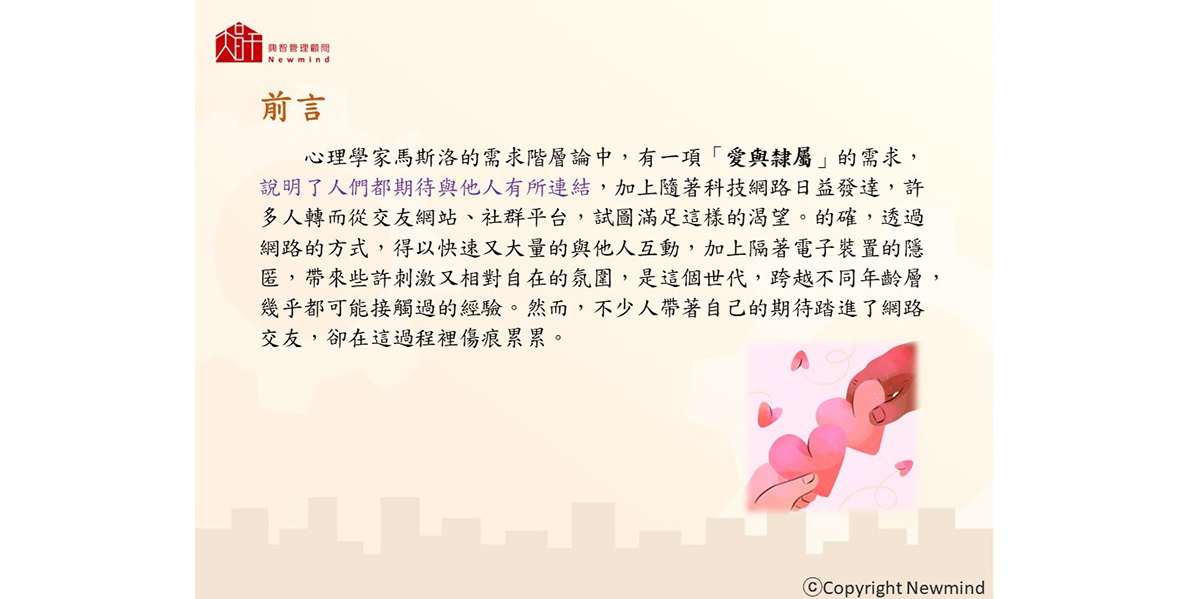 興智管理顧問
Newmind
前言
心理學家馬斯洛的需求階層論中，有一項「愛與隸屬」的需求，
說明了人們都期待與他人有所連結，加上隨著科技網路日益發達，許
多人轉而從交友網站、社群平台，試圖滿足這樣的渴望。的確，透過
網路的方式，得以快速又大量的與他人互動，加上隔著電子裝置的隱
匿，帶來些許刺激又相對自在的氛圍，是這個世代，跨越不同年齡層，
幾乎都可能接觸過的經驗。然而，不少人帶著自己的期待踏進了網路
交友，卻在這過程裡傷痕累累。
ⓒCopyright Newmind